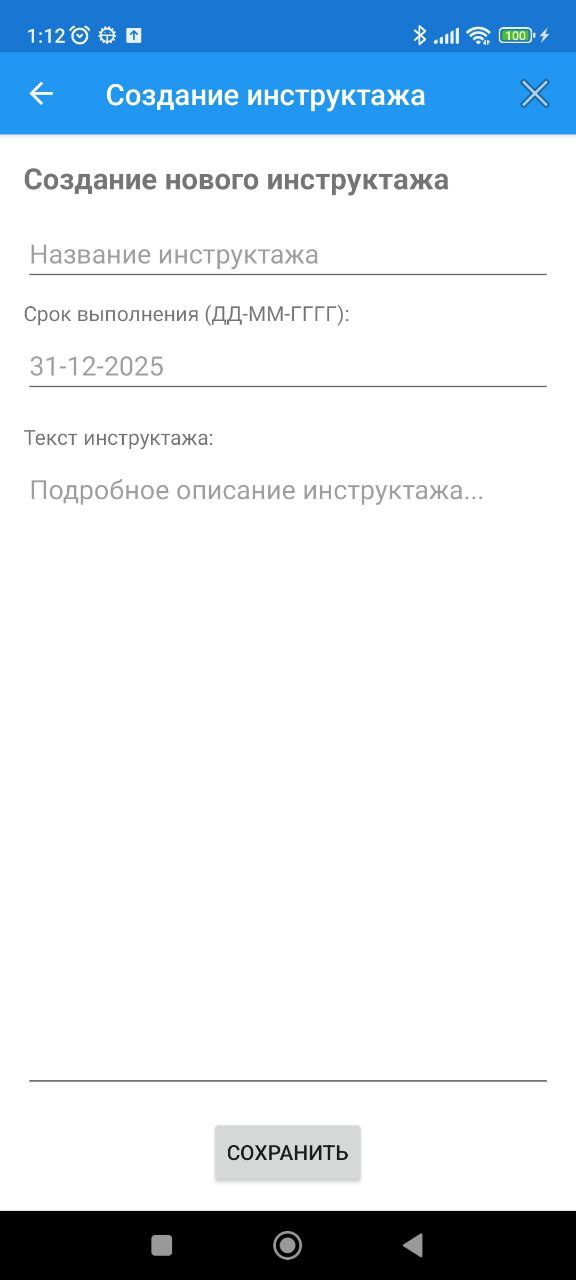 1:12 100
Создание инструктажа
Создание нового инструктажа
Название инструктажа
Срок выполнения (ДД-ММ-ГГГГ):
31-12-2025
Текст инструктажа:
Подробное описание инструктажа...
СОХРАНИТЬ